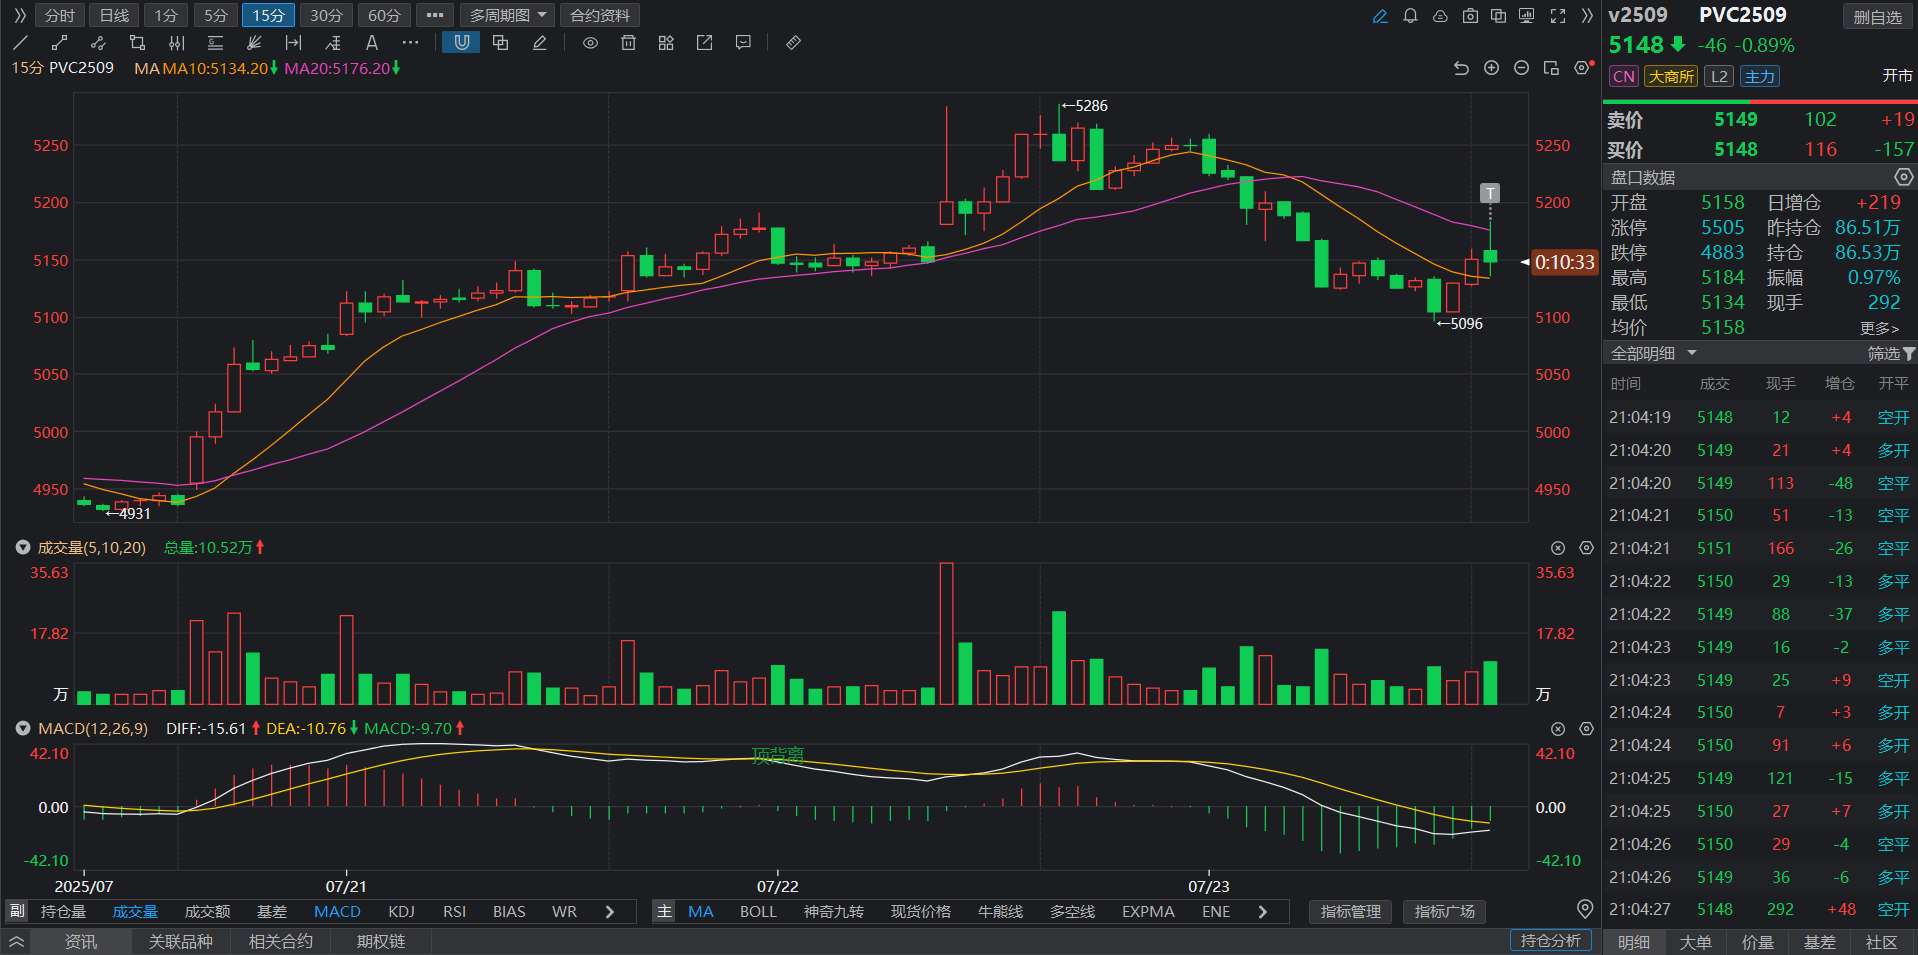 分时 日线 1分 5分 15分 30分 60分 ••• 多周期图 合约资料
15分 PVC2509 MA MA10:5134.20 MA20:5176.20
5286
5250 5250
5200 5200
T
5150 0:10:33
5100 5100
5096
5050 5050
5000 5000
4950 4950
4931
成交量(5,10,20) 总量:10.52万
35.63 35.63
17.82 17.82
万 万
MACD(12,26,9) DIFF:-15.61 DEA:-10.76 MACD:-9.70
42.10 顶背离 42.10
0.00 0.00
-42.10 -42.10
2025/07 07/21 07/22 07/23
副 持仓量 成交量 成交额 基差 MACD KDJ RSI BIAS WR 主 MA BOLL 神奇九转 现货价格 牛熊线 多空线 EXPMA ENE 指标管理 指标广场
资讯 关联品种 相关合约 期权链 持仓分析
v2509 PVC2509 删自选
5148 -46 -0.89%
CN 大商所 L2 主力 开市
卖价 5149 102 +19
买价 5148 116 -157
盘口数据
开盘 5158 日增仓 +219
涨停 5505 昨持仓 86.51万
跌停 4883 持仓 86.53万
最高 5184 振幅 0.97%
最低 5134 现手 292
均价 5158 更多>
全部明细 筛选
时间 成交 现手 增仓 开平
21:04:19 5148 12 +4 空开
21:04:20 5149 21 +4 多开
21:04:20 5149 113 -48 空平
21:04:21 5150 51 -13 空平
21:04:21 5151 166 -26 空平
21:04:22 5150 29 -13 多平
21:04:22 5149 88 -37 多平
21:04:23 5149 16 -2 多平
21:04:23 5149 25 +9 空开
21:04:24 5150 7 +3 多开
21:04:24 5150 91 +6 多开
21:04:25 5149 121 -15 多平
21:04:25 5150 27 +7 多开
21:04:26 5150 29 -4 空平
21:04:26 5149 36 -6 多平
21:04:27 5148 292 +48 空开
明细 大单 价量 基差 社区